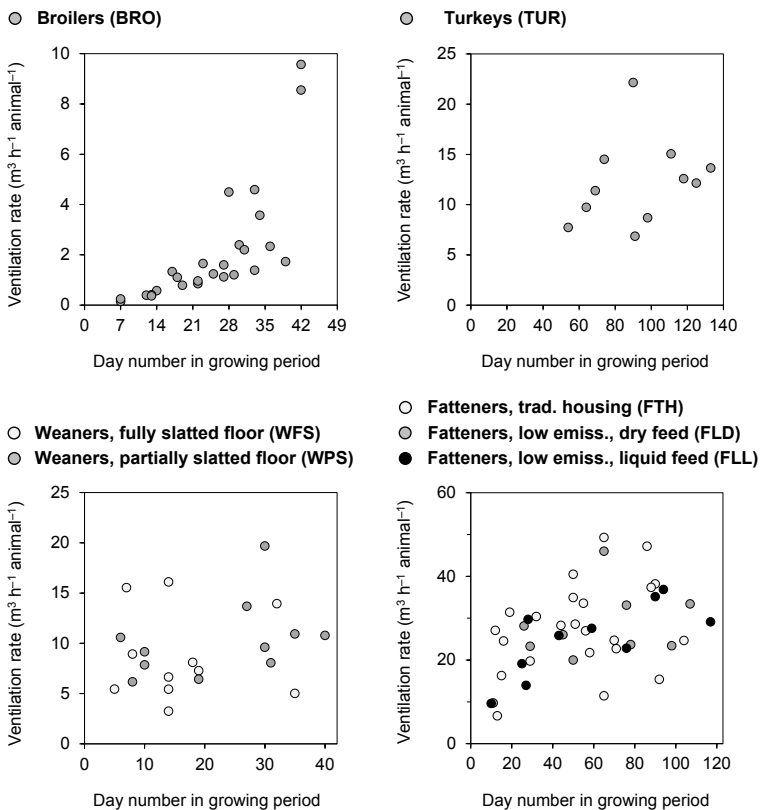 Broilers (BRO)
Ventilation rate (m³ h⁻¹ animal⁻¹)
10
8
6
4
2
0
0 7 14 21 28 35 42 49
Day number in growing period
Turkeys (TUR)
Ventilation rate (m³ h⁻¹ animal⁻¹)
25
20
15
10
5
0
0 20 40 60 80 100 120 140
Day number in growing period
Weaners, fully slatted floor (WFS)
Weaners, partially slatted floor (WPS)
Ventilation rate (m³ h⁻¹ animal⁻¹)
25
20
15
10
5
0
0 10 20 30 40
Day number in growing period
Fatteners, trad. housing (FTH)
Fatteners, low emiss., dry feed (FLD)
Fatteners, low emiss., liquid feed (FLL)
Ventilation rate (m³ h⁻¹ animal⁻¹)
60
40
20
0
0 20 40 60 80 100 120
Day number in growing period